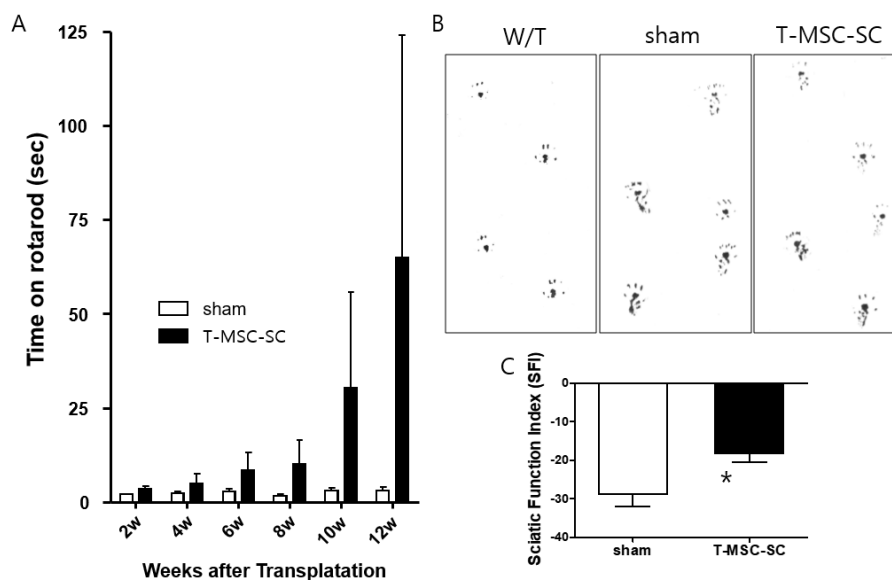 A
Time on rotarod (sec)
125
100
75
50
25
0
sham
T-MSC-SC
2w 4w 6w 8w 10w 12w
Weeks after Transplatation
B
W/T sham T-MSC-SC
C
Sciatic Function Index (SFI)
0
-10
-20
-30
-40
*
sham T-MSC-SC